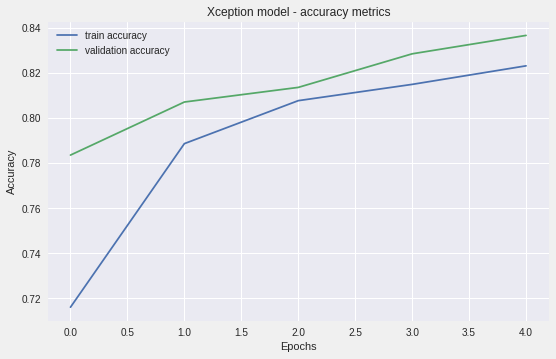 Xception model - accuracy metrics
train accuracy
validation accuracy
0.84
0.82
0.80
0.78
0.76
0.74
0.72
Accuracy
0.0 0.5 1.0 1.5 2.0 2.5 3.0 3.5 4.0
Epochs